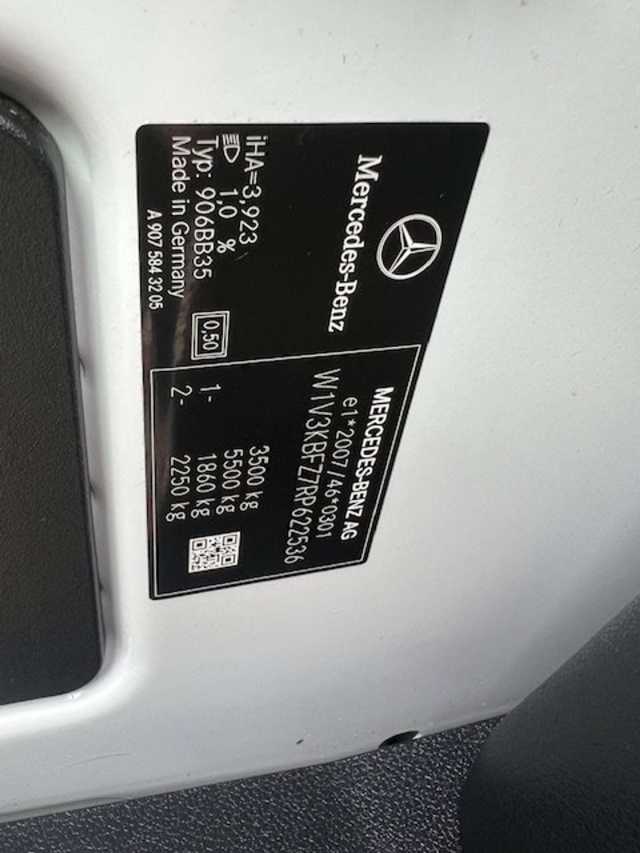 Mercedes-Benz
iHA=3,923
1,0 %
Typ: 906BB35
Made in Germany
A 907 584 32 05
0,50
MERCEDES-BENZ AG
e1*2007/46*0301
W1V3KBFZ7RP622536
3500 kg
5500 kg
1- 1860 kg
2- 2250 kg